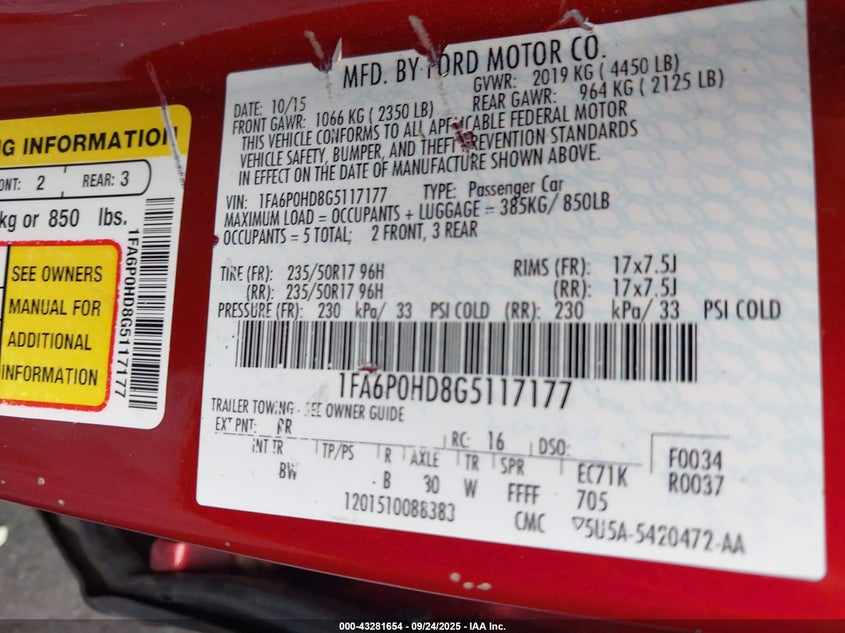 MFD. BY FORD MOTOR CO.
DATE: 10/15 GVWR: 2019 KG ( 4450 LB)
FRONT GAWR: 1066 KG ( 2350 LB) REAR GAWR: 964 KG ( 2125 LB)
THIS VEHICLE CONFORMS TO ALL APPLICABLE FEDERAL MOTOR
VEHICLE SAFETY, BUMPER, AND THEFT PREVENTION STANDARDS
IN EFFECT ON THE DATE OF MANUFACTURE SHOWN ABOVE.
VIN: 1FA6P0HD8G5117177 TYPE: Passenger Car
MAXIMUM LOAD = OCCUPANTS + LUGGAGE = 385KG/ 850LB
OCCUPANTS = 5 TOTAL; 2 FRONT, 3 REAR
TIRE (FR): 235/50R17 96H RIMS (FR): 17x7.5J
(RR): 235/50R17 96H (RR): 17x7.5J
PRESSURE (FR): 230 kPa/ 33 PSI COLD (RR): 230 kPa/ 33 PSI COLD
1FA6P0HD8G5117177
TRAILER TOWING - SEE OWNER GUIDE
EXT PNT: RR RC: 16 DSO: F0034
INT TR TP/PS R AXLE TR SPR EC71K R0037
BW B 30 W FFFF 705
1201510088383 CMC 5U5A-5420472-AA
NG INFORMATION
ONT: 2 REAR: 3
kg or 850 lbs.
SEE OWNERS
MANUAL FOR
ADDITIONAL
INFORMATION
1FA6P0HD8G5117177
000-43281654 - 09/24/2025 - IAA Inc.